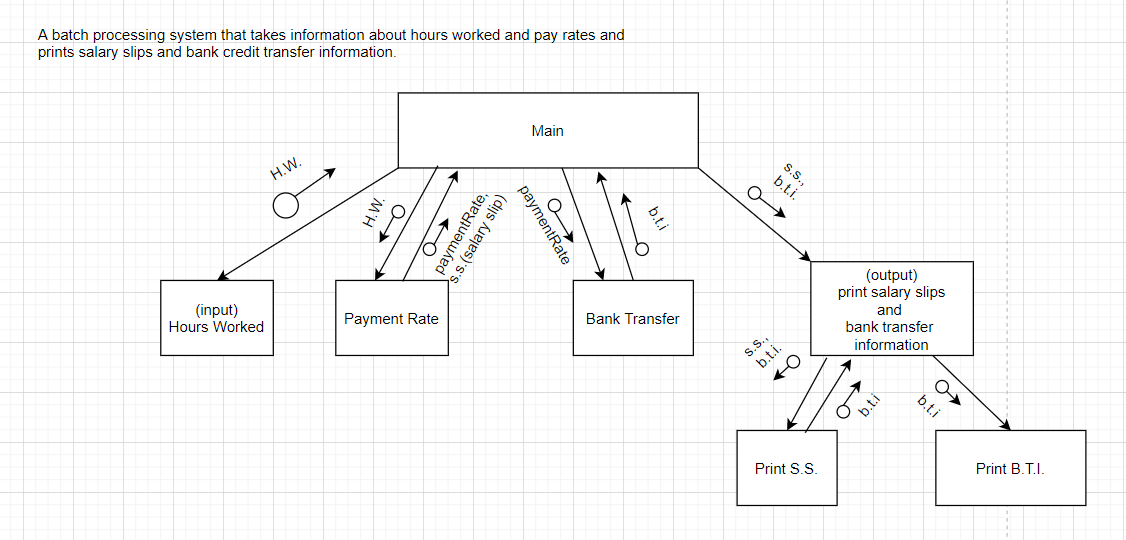 A batch processing system that takes information about hours worked and pay rates and
prints salary slips and bank credit transfer information.
Main
H.W.
H.W.
paymentRate,
s.s.(salary slip)
paymentRate
b.t.i
s.s.,
b.t.i.
(input)
Hours Worked
Payment Rate
Bank Transfer
(output)
print salary slips
and
bank transfer
information
s.s.,
b.t.i.
b.t.i
b.t.i
Print S.S.
Print B.T.I.